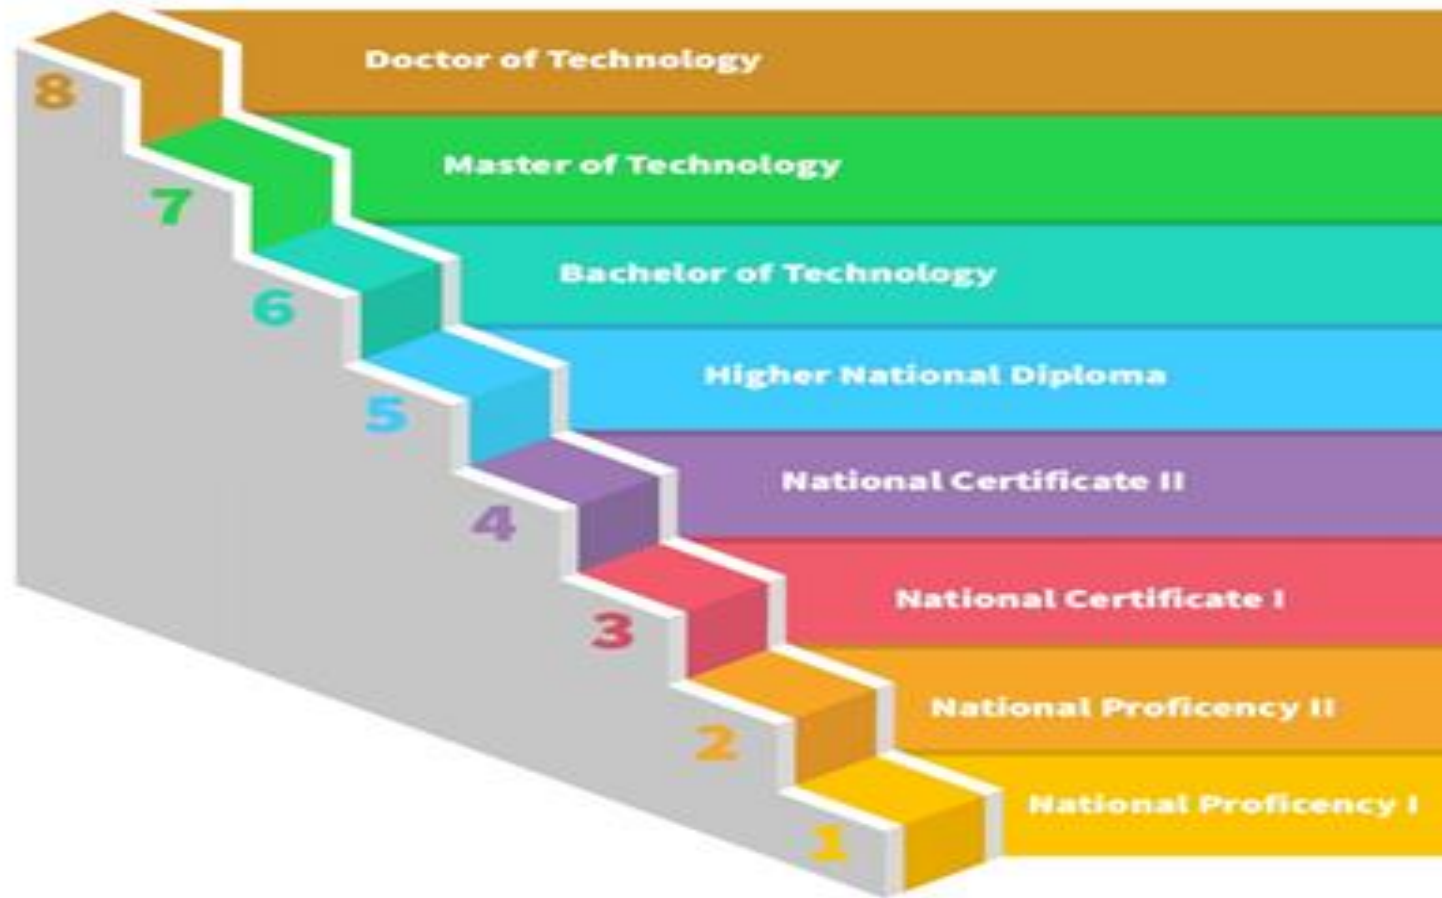 8 Doctor of Technology
7 Master of Technology
6 Bachelor of Technology
5 Higher National Diploma
4 National Certificate II
3 National Certificate I
2 National Proficency II
1 National Proficency I